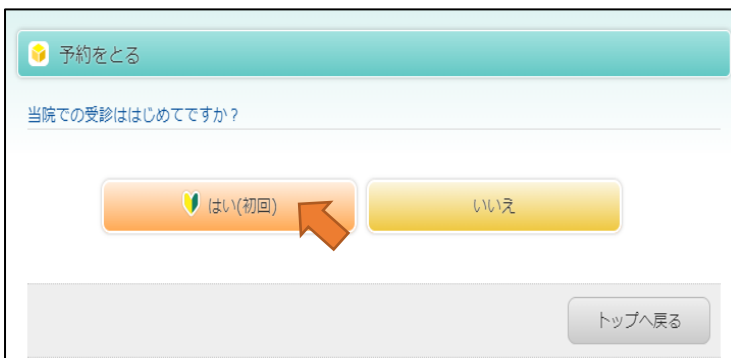 予約をとる
当院での受診ははじめてですか？
はい(初回)
いいえ
トップへ戻る